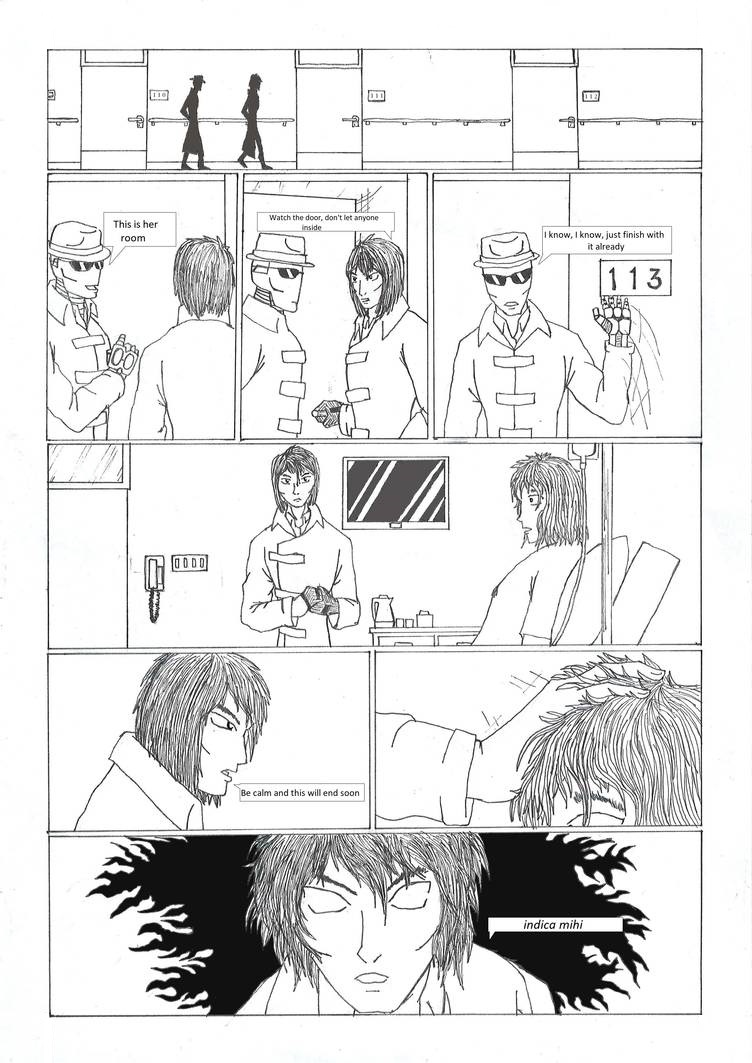 110
111
112
This is her
room
Watch the door, don't let anyone
inside
I know, I know, just finish with
it already
113
Be calm and this will end soon
indica mihi